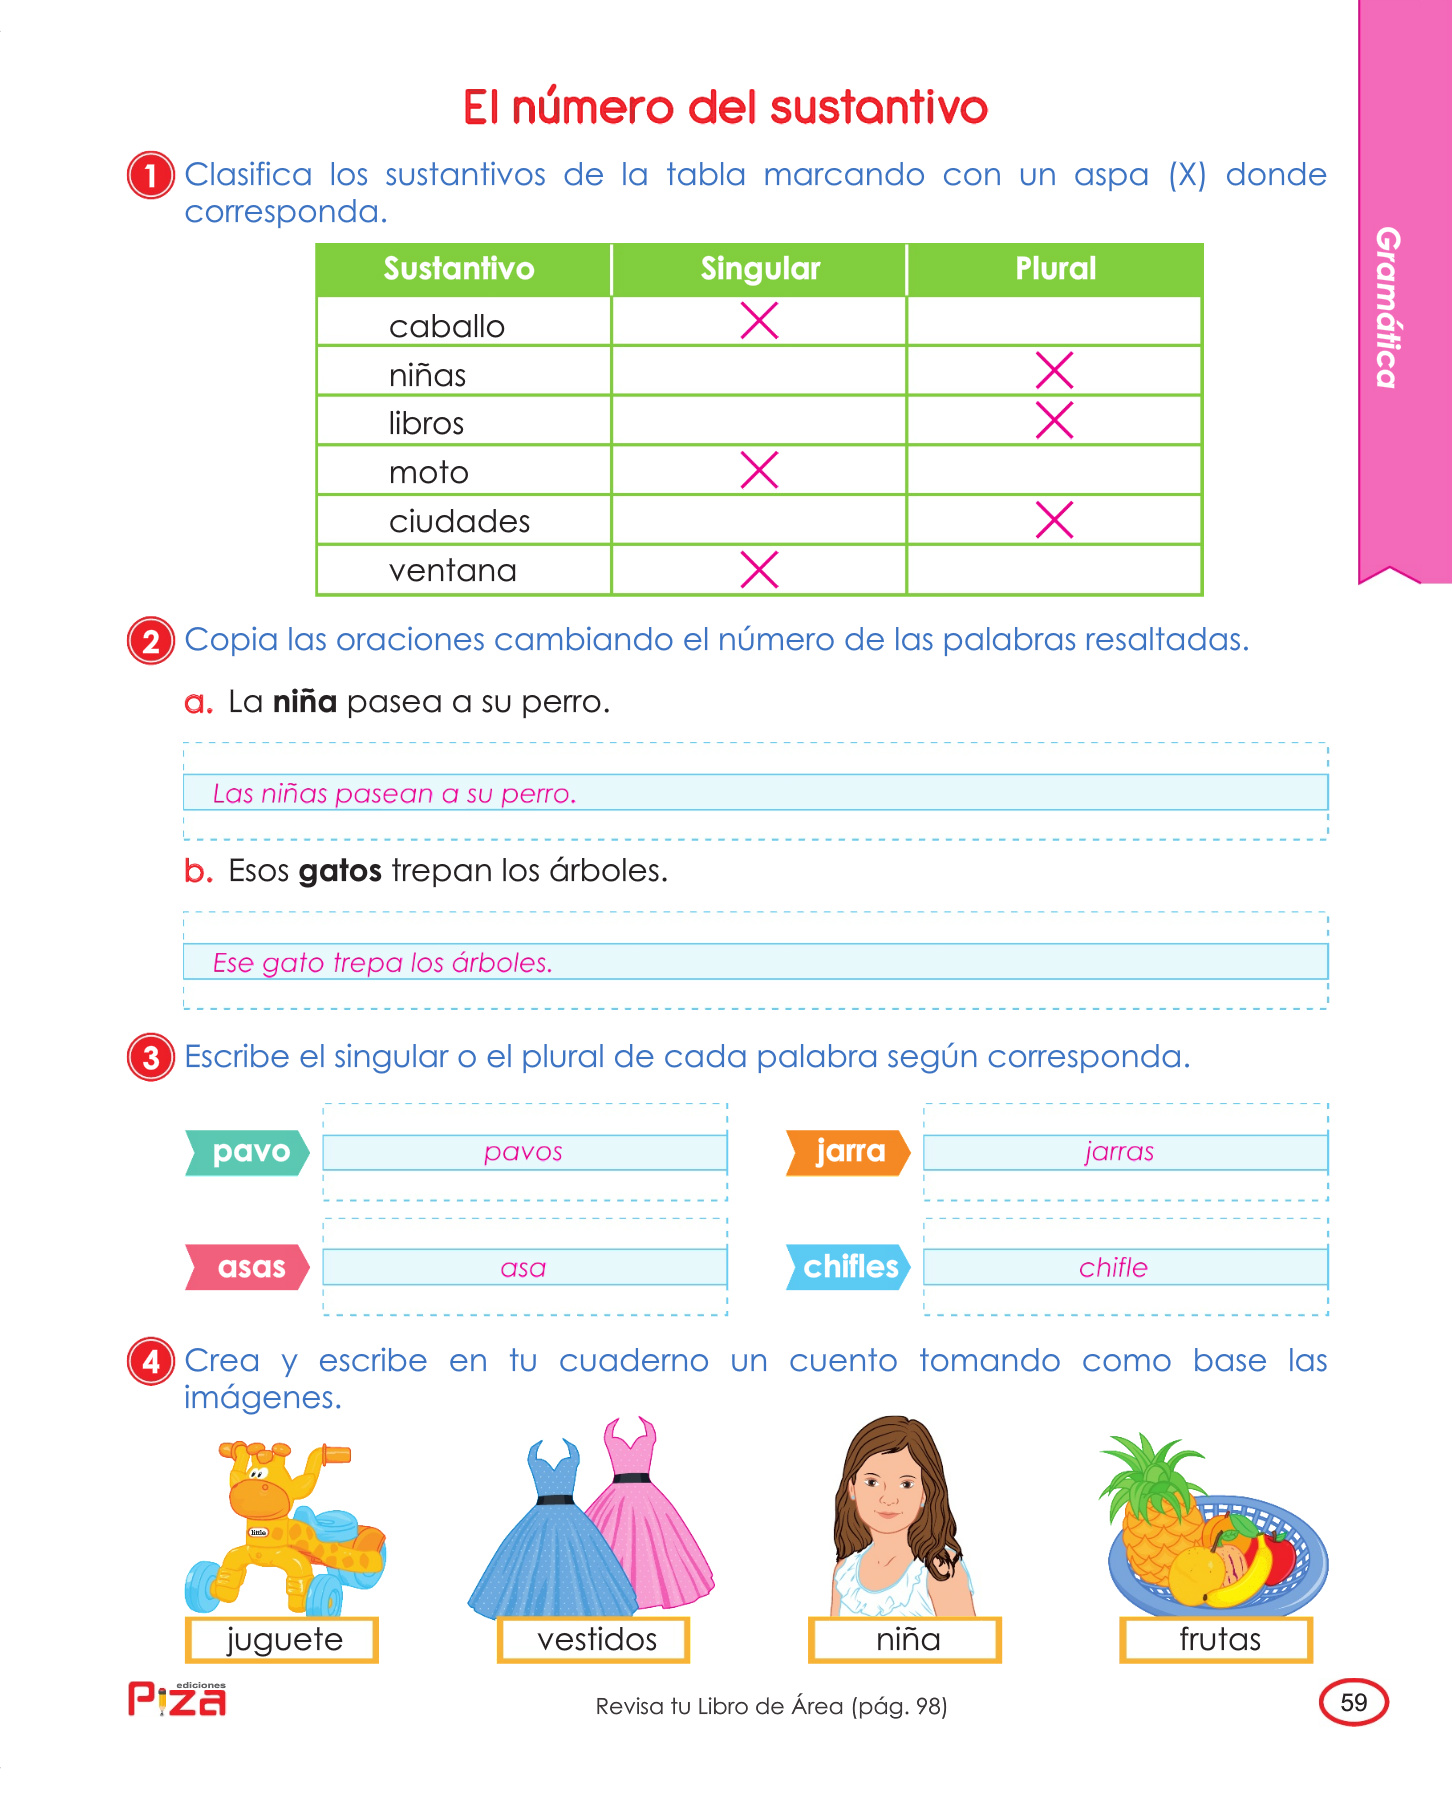 El número del sustantivo
1 Clasifica los sustantivos de la tabla marcando con un aspa (X) donde
corresponda.
Sustantivo Singular Plural
caballo X
niñas X
libros X
moto X
ciudades X
ventana X
Gramática
2 Copia las oraciones cambiando el número de las palabras resaltadas.
a. La niña pasea a su perro.
Las niñas pasean a su perro.
b. Esos gatos trepan los árboles.
Ese gato trepa los árboles.
3 Escribe el singular o el plural de cada palabra según corresponda.
pavo pavos jarra jarras
asas asa chifles chifle
4 Crea y escribe en tu cuaderno un cuento tomando como base las
imágenes.
little
juguete vestidos niña frutas
ediciones
Piza
Revisa tu Libro de Área (pág. 98)
59